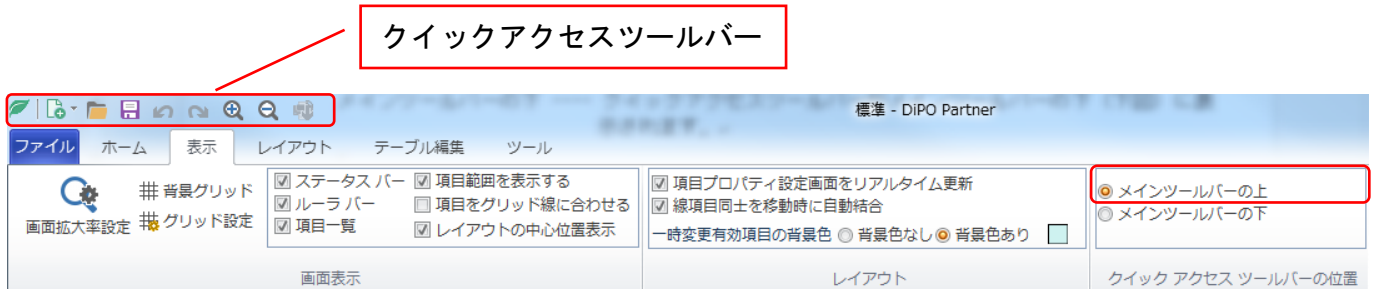 クイックアクセスツールバー
標準 - DiPO Partner
ファイル ホーム 表示 レイアウト テーブル編集 ツール
画面拡大率設定
背景グリッド
グリッド設定
ステータス バー
ルーラ バー
項目一覧
項目範囲を表示する
項目をグリッド線に合わせる
レイアウトの中心位置表示
画面表示
項目プロパティ設定画面をリアルタイム更新
線項目同士を移動時に自動結合
一時変更有効項目の背景色 背景色なし 背景色あり
レイアウト
メインツールバーの上
メインツールバーの下
クイック アクセス ツールバーの位置